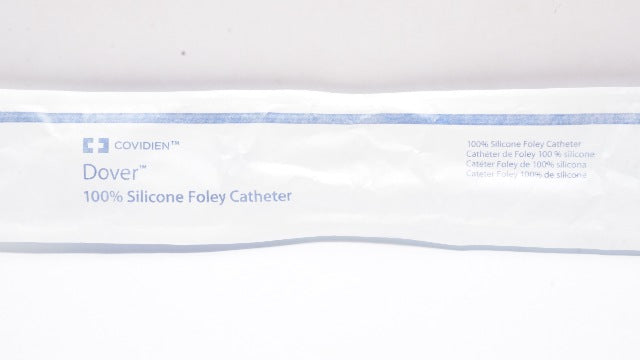 COVIDIEN™
Dover™
100% Silicone Foley Catheter
100% Silicone Foley Catheter
Cathéter de Foley 100 % silicone
Catéter Foley de 100% silicona
Cateter Foley 100% de silicone